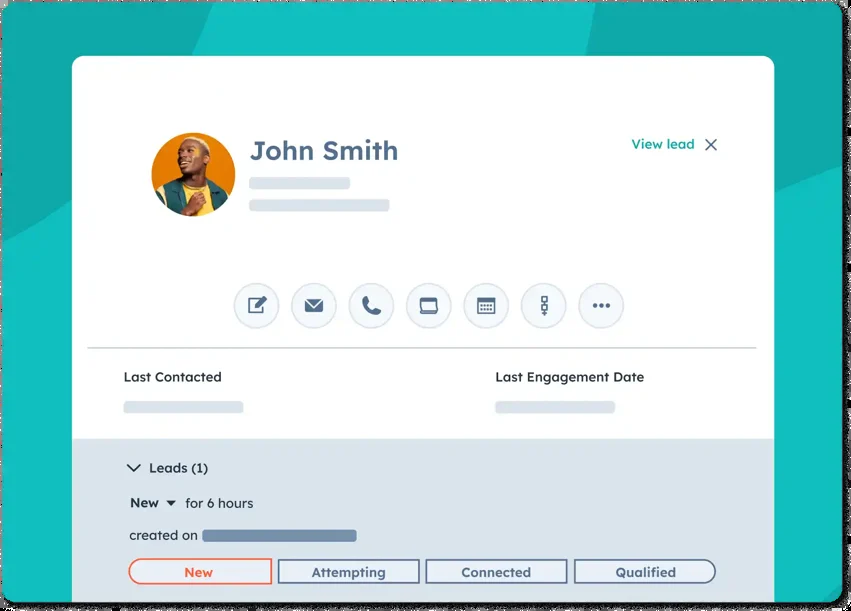 John Smith
View lead
Last Contacted
Last Engagement Date
Leads (1)
New for 6 hours
created on
New
Attempting
Connected
Qualified